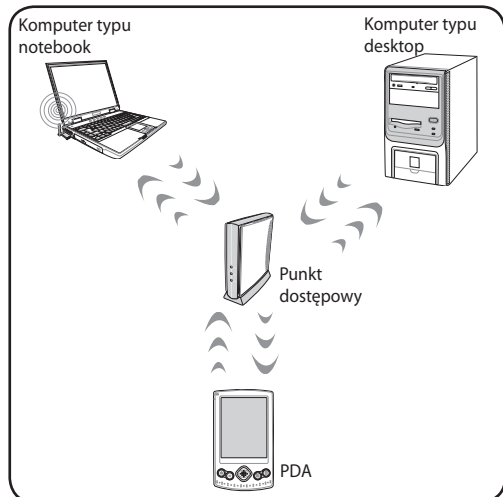 Komputer typu
notebook
Komputer typu
desktop
Punkt
dostępowy
PDA